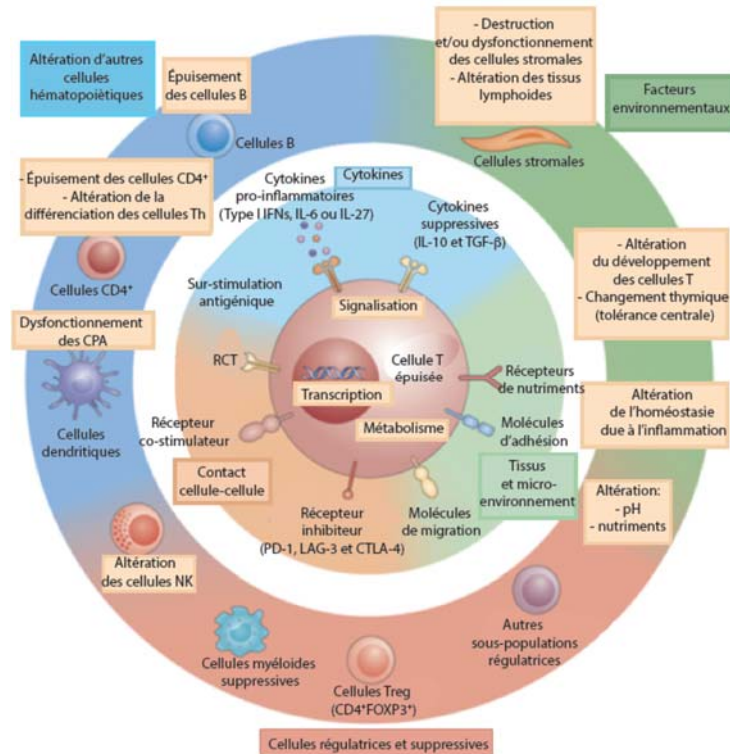 Altération d'autres
cellules
hématopoïètiques
Épuisement
des cellules B
Cellules B
- Destruction
et/ou dysfonctionnement
des cellules stromales
- Altération des tissus
lymphoides
Facteurs
environnementaux
Cellules stromales
- Épuisement des cellules CD4⁺
- Altération de la
différenciation des cellules Th
Cellules CD4⁺
Cytokines
pro-inflammatoires
(Type I IFNs, IL-6 ou IL-27)
Cytokines
Cytokines
suppressives
(IL-10 et TGF-β)
- Altération
du développement
des cellules T
- Changement thymique
(tolérance centrale)
Sur-stimulation
antigénique
Signalisation
Dysfonctionnement
des CPA
Cellules
dendritiques
RCT
Transcription
Cellule T
épuisée
Récepteurs
de nutriments
Métabolisme
Molécules
d'adhésion
Altération
de l'homéostasie
due à l'inflammation
Récepteur
co-stimulateur
Contact
cellule-cellule
Récepteur
inhibiteur
(PD-1, LAG-3 et CTLA-4)
Molécules
de migration
Tissus
et micro-
environnement
Altération:
- pH
- nutriments
Altération
des cellules NK
Cellules myéloides
suppressives
Cellules Treg
(CD4⁺FOXP3⁺)
Autres
sous-populations
régulatrices
Cellules régulatrices et suppressives